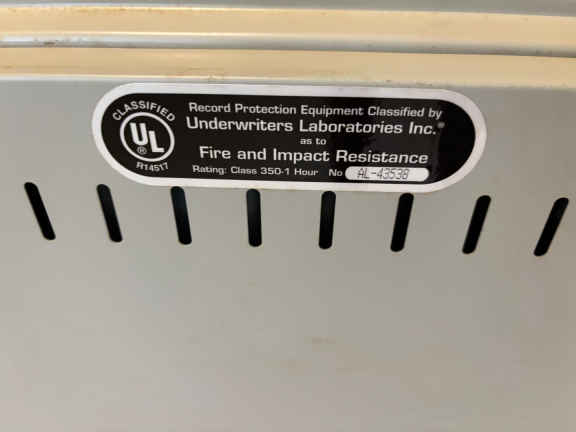 CLASSIFIED
UL®
R14517
Record Protection Equipment Classified by
Underwriters Laboratories Inc.®
as to
Fire and Impact Resistance
Rating: Class 350-1 Hour No AL-43538